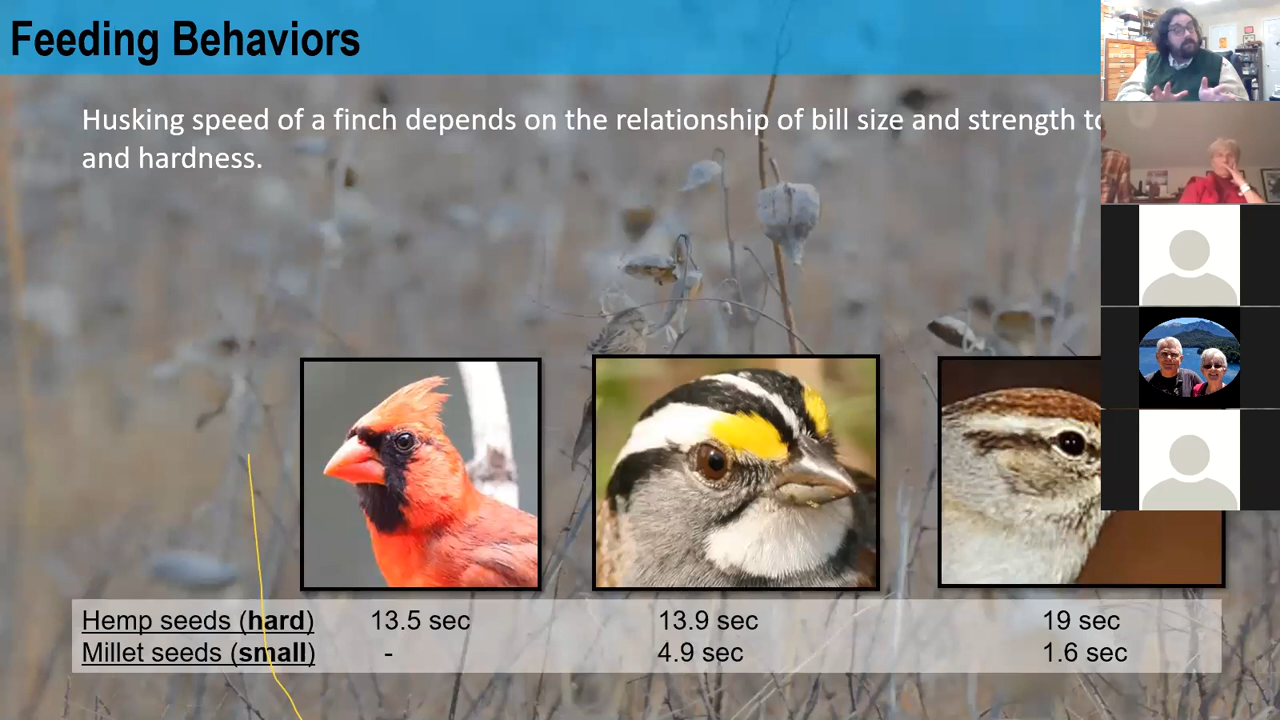 Feeding Behaviors
Husking speed of a finch depends on the relationship of bill size and strength
and hardness.
Hemp seeds (hard) 13.5 sec 13.9 sec 19 sec
Millet seeds (small) - 4.9 sec 1.6 sec